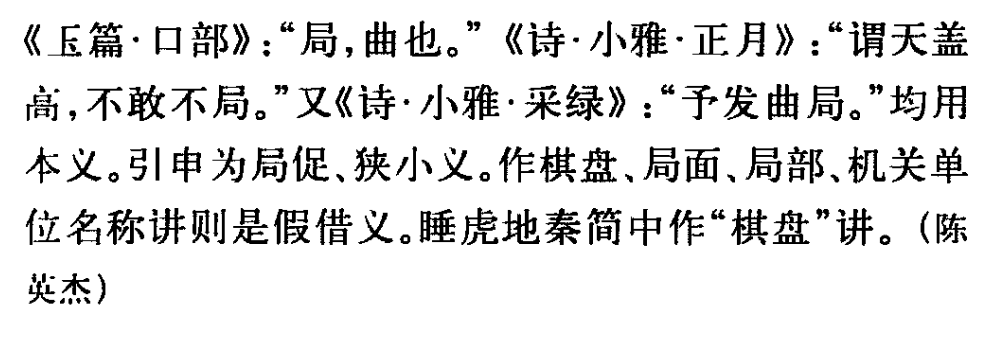 《玉篇·口部》：“局，曲也。”《诗·小雅·正月》：“谓天盖
高，不敢不局。”又《诗·小雅·采绿》：“予发曲局。”均用
本义。引申为局促、狭小义。作棋盘、局面、局部、机关单
位名称讲则是假借义。睡虎地秦简中作“棋盘”讲。（陈
英杰）